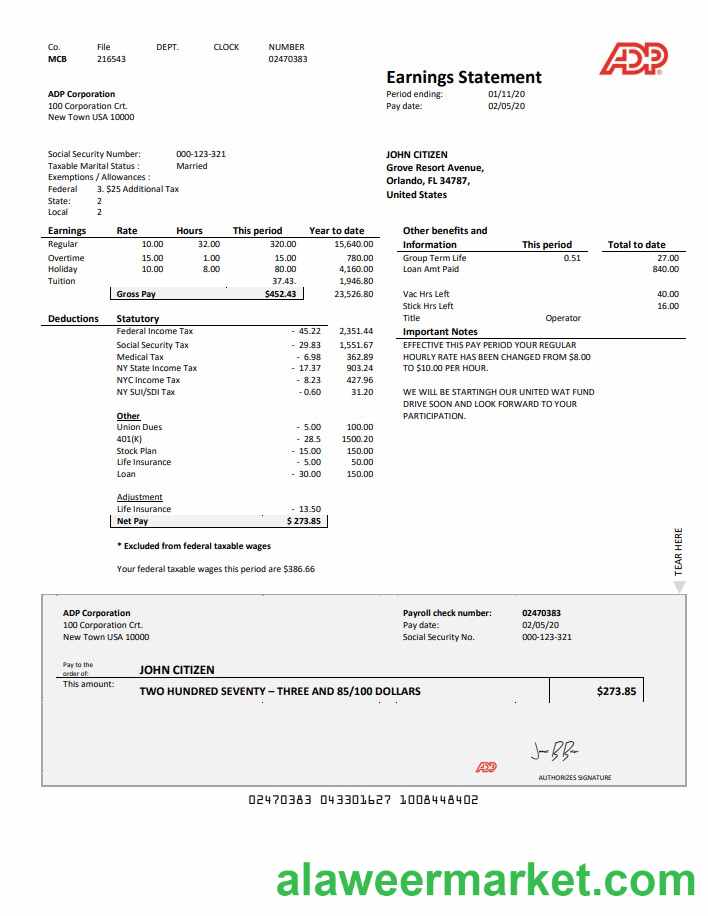 Co. File DEPT. CLOCK NUMBER
MCB 216543 02470383
ADP
Earnings Statement
Period ending: 01/11/20
Pay date: 02/05/20
ADP Corporation
100 Corporation Crt.
New Town USA 10000
Social Security Number: 000-123-321
Taxable Marital Status : Married
Exemptions / Allowances :
Federal 3. $25 Additional Tax
State: 2
Local 2
JOHN CITIZEN
Grove Resort Avenue,
Orlando, FL 34787,
United States
Earnings Rate Hours This period Year to date
Regular 10.00 32.00 320.00 15,640.00
Overtime 15.00 1.00 15.00 780.00
Holiday 10.00 8.00 80.00 4,160.00
Tuition 37.43. 1,946.80
Gross Pay $452.43 23,526.80
Deductions Statutory
Federal Income Tax - 45.22 2,351.44
Social Security Tax - 29.83 1,551.67
Medical Tax - 6.98 362.89
NY State Income Tax - 17.37 903.24
NYC Income Tax - 8.23 427.96
NY SUI/SDI Tax - 0.60 31.20
Other
Union Dues - 5.00 100.00
401(K) - 28.5 1500.20
Stock Plan - 15.00 150.00
Life Insurance - 5.00 50.00
Loan - 30.00 150.00
Adjustment
Life Insurance - 13.50
Net Pay $ 273.85
* Excluded from federal taxable wages
Your federal taxable wages this period are $386.66
Other benefits and
Information This period Total to date
Group Term Life 0.51 27.00
Loan Amt Paid 840.00
Vac Hrs Left 40.00
Stick Hrs Left 16.00
Title Operator
Important Notes
EFFECTIVE THIS PAY PERIOD YOUR REGULAR
HOURLY RATE HAS BEEN CHANGED FROM $8.00
TO $10.00 PER HOUR.
WE WILL BE STARTINGH OUR UNITED WAT FUND
DRIVE SOON AND LOOK FORWARD TO YOUR
PARTICIPATION.
TEAR HERE
ADP Corporation
100 Corporation Crt.
New Town USA 10000
Payroll check number: 02470383
Pay date: 02/05/20
Social Security No. 000-123-321
Pay to the
order of: JOHN CITIZEN
This amount: TWO HUNDRED SEVENTY – THREE AND 85/100 DOLLARS $273.85
ADP
AUTHORIZES SIGNATURE
02470383 043301627 1008448402
alaweermarket.com